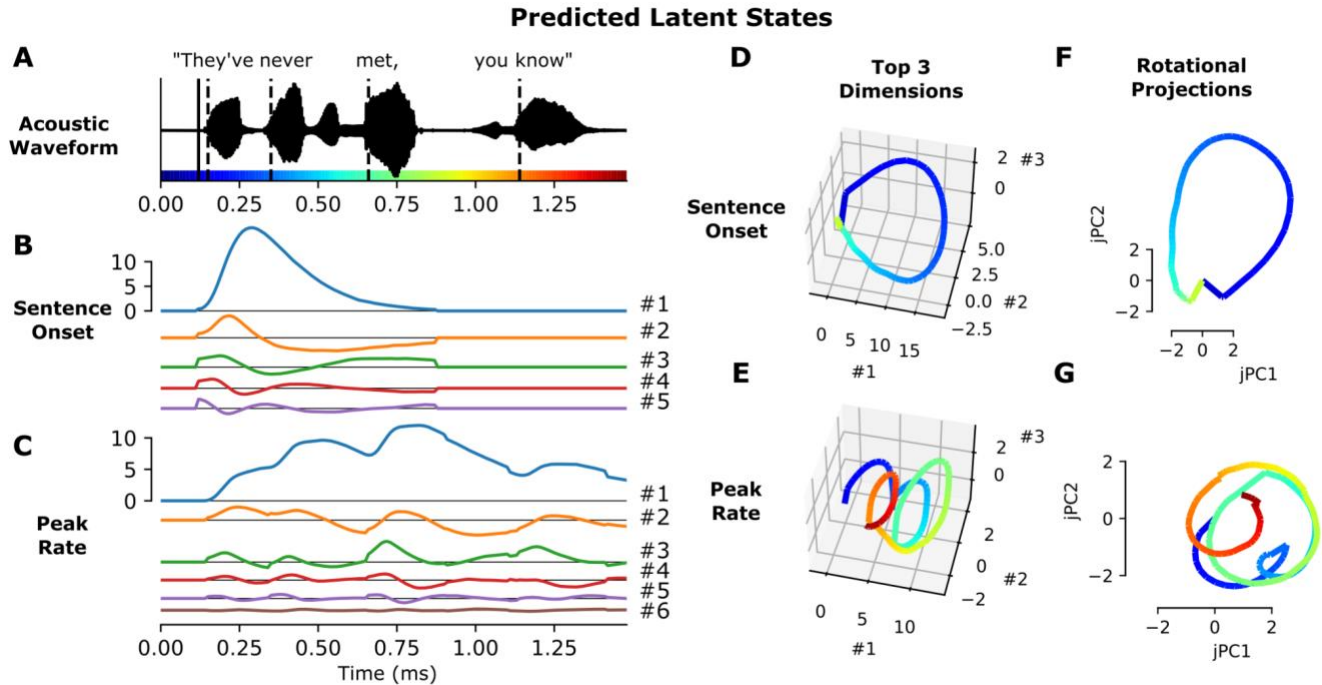 Predicted Latent States
A
"They've never met, you know"
Acoustic
Waveform
0.00 0.25 0.50 0.75 1.00 1.25
B
Sentence
Onset
10
5
0
#1
#2
#3
#4
#5
C
Peak
Rate
10
5
0
#1
#2
#3
#4
#5
#6
0.00 0.25 0.50 0.75 1.00 1.25
Time (ms)
D
Top 3
Dimensions
Sentence
Onset
2 #3
0
5.0
2.5
0.0 #2
−2.5
0 5 10 15
#1
E
Peak
Rate
2 #3
0
2
0 #2
−2
0 5 10
#1
F
Rotational
Projections
jPC2
2
0
−2
−2 0 2
jPC1
G
jPC2
2
0
−2
−2 0 2
jPC1